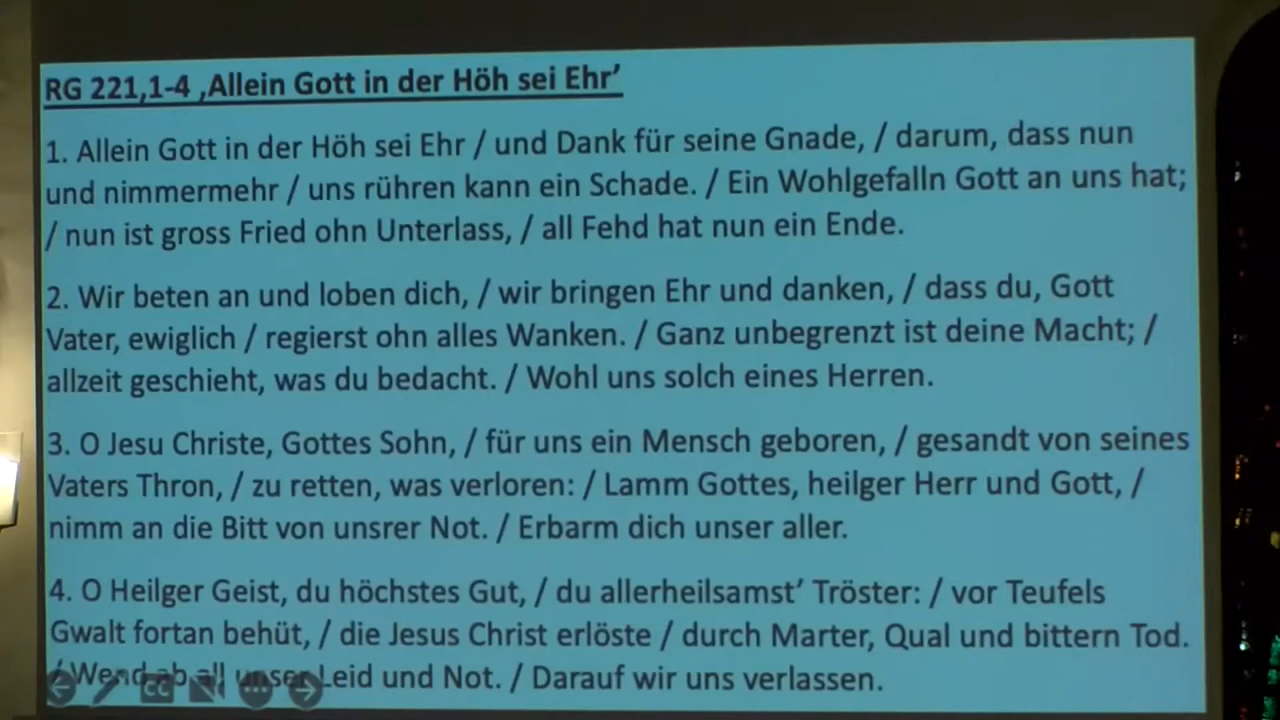 RG 221,1-4 ‚Allein Gott in der Höh sei Ehr’
1. Allein Gott in der Höh sei Ehr / und Dank für seine Gnade, / darum, dass nun
und nimmermehr / uns rühren kann ein Schade. / Ein Wohlgefalln Gott an uns hat;
/ nun ist gross Fried ohn Unterlass, / all Fehd hat nun ein Ende.
2. Wir beten an und loben dich, / wir bringen Ehr und danken, / dass du, Gott
Vater, ewiglich / regierst ohn alles Wanken. / Ganz unbegrenzt ist deine Macht; /
allzeit geschieht, was du bedacht. / Wohl uns solch eines Herren.
3. O Jesu Christe, Gottes Sohn, / für uns ein Mensch geboren, / gesandt von seines
Vaters Thron, / zu retten, was verloren: / Lamm Gottes, heilger Herr und Gott, /
nimm an die Bitt von unsrer Not. / Erbarm dich unser aller.
4. O Heilger Geist, du höchstes Gut, / du allerheilsamst’ Tröster: / vor Teufels
Gwalt fortan behüt, / die Jesus Christ erlöste / durch Marter, Qual und bittern Tod.
/ Wend ab all unser Leid und Not. / Darauf wir uns verlassen.
CC